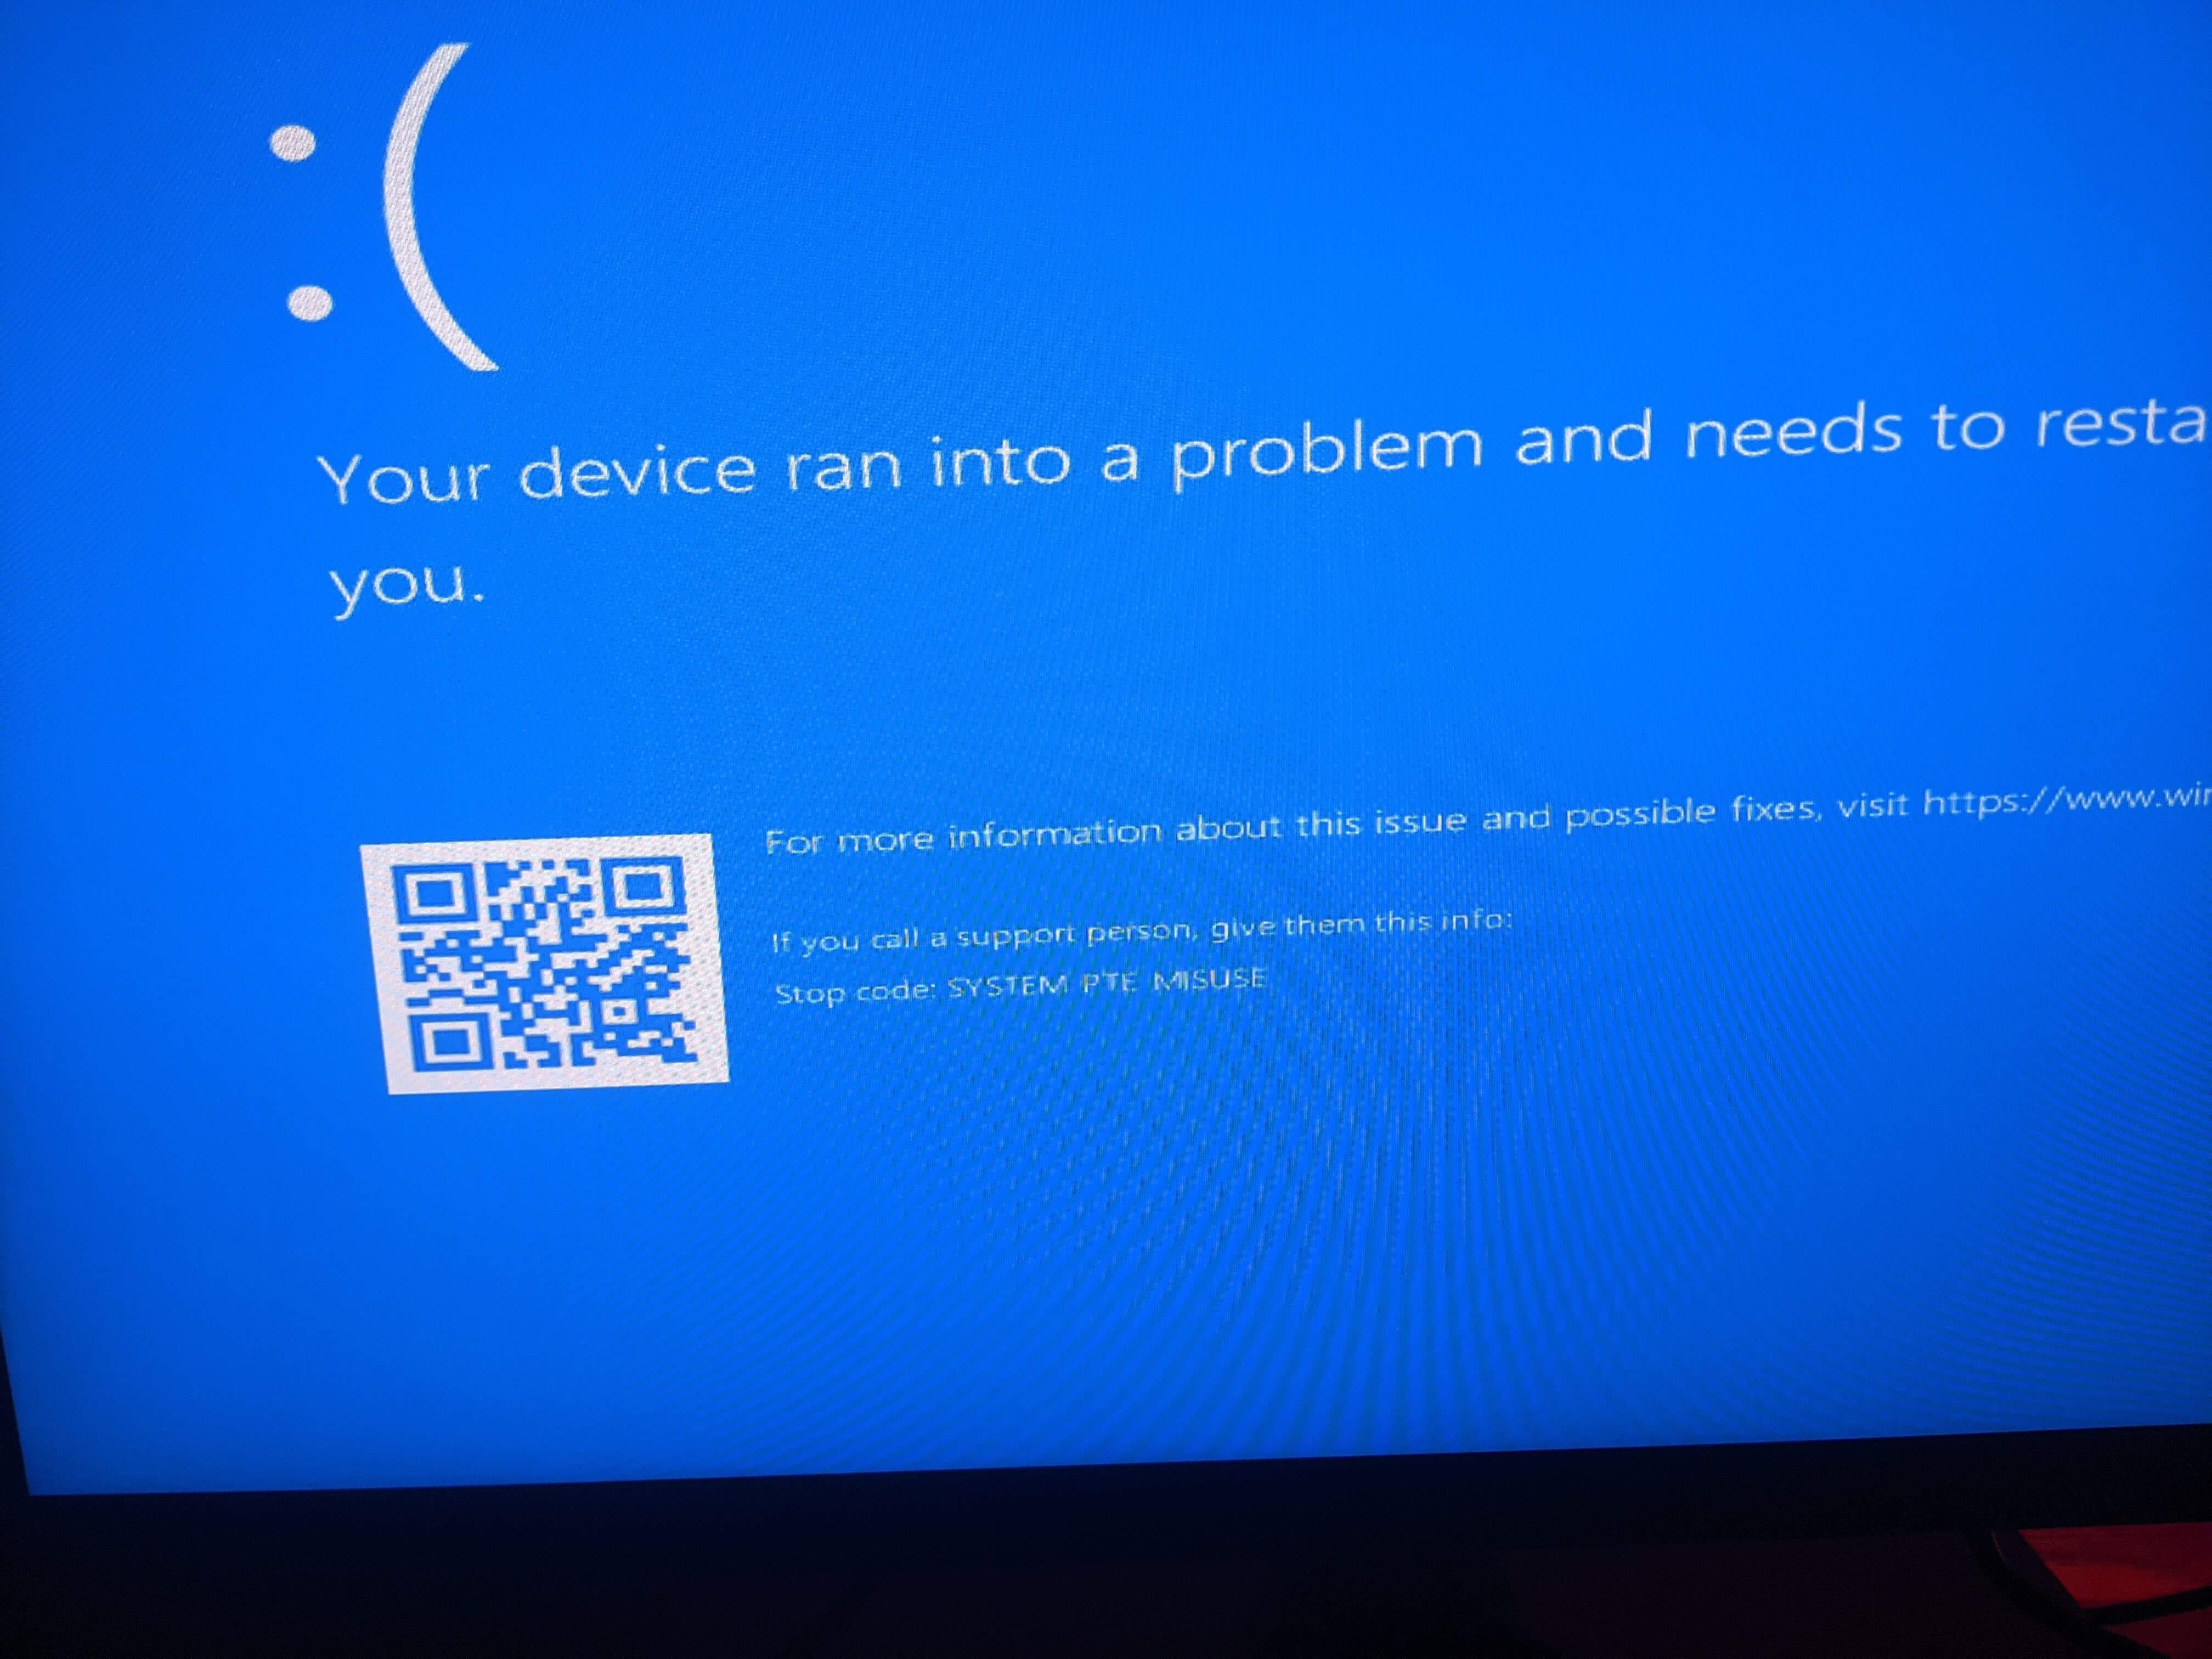 :(
Your device ran into a problem and needs to resta
you.
For more information about this issue and possible fixes, visit https://www.wi
If you call a support person, give them this info:
Stop code: SYSTEM PTE MISUSE